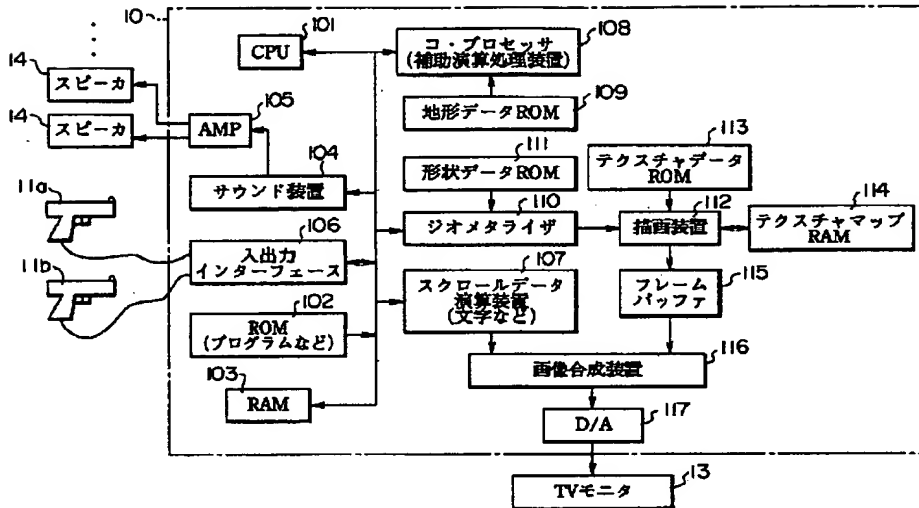 10
101
CPU
108
コ・プロセッサ
(補助演算処理装置)
14
スピーカ
105
AMP
109
地形データROM
14
スピーカ
104
サウンド装置
111
形状データROM
113
テクスチャデータ
ROM
11a
106
入出力
インターフェース
110
ジオメタライザ
112
描画装置
114
テクスチャマップ
RAM
11b
107
スクロールデータ
演算装置
(文字など)
115
フレーム
バッファ
102
ROM
(プログラムなど)
116
画像合成装置
103
RAM
117
D/A
13
TVモニタ